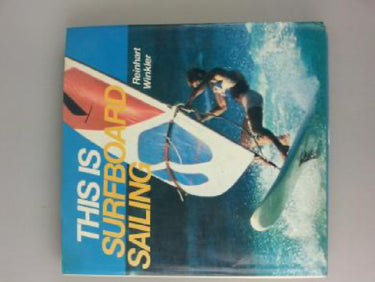 Reinhart
Winkler
THIS IS
SURFBOARD
SAILING